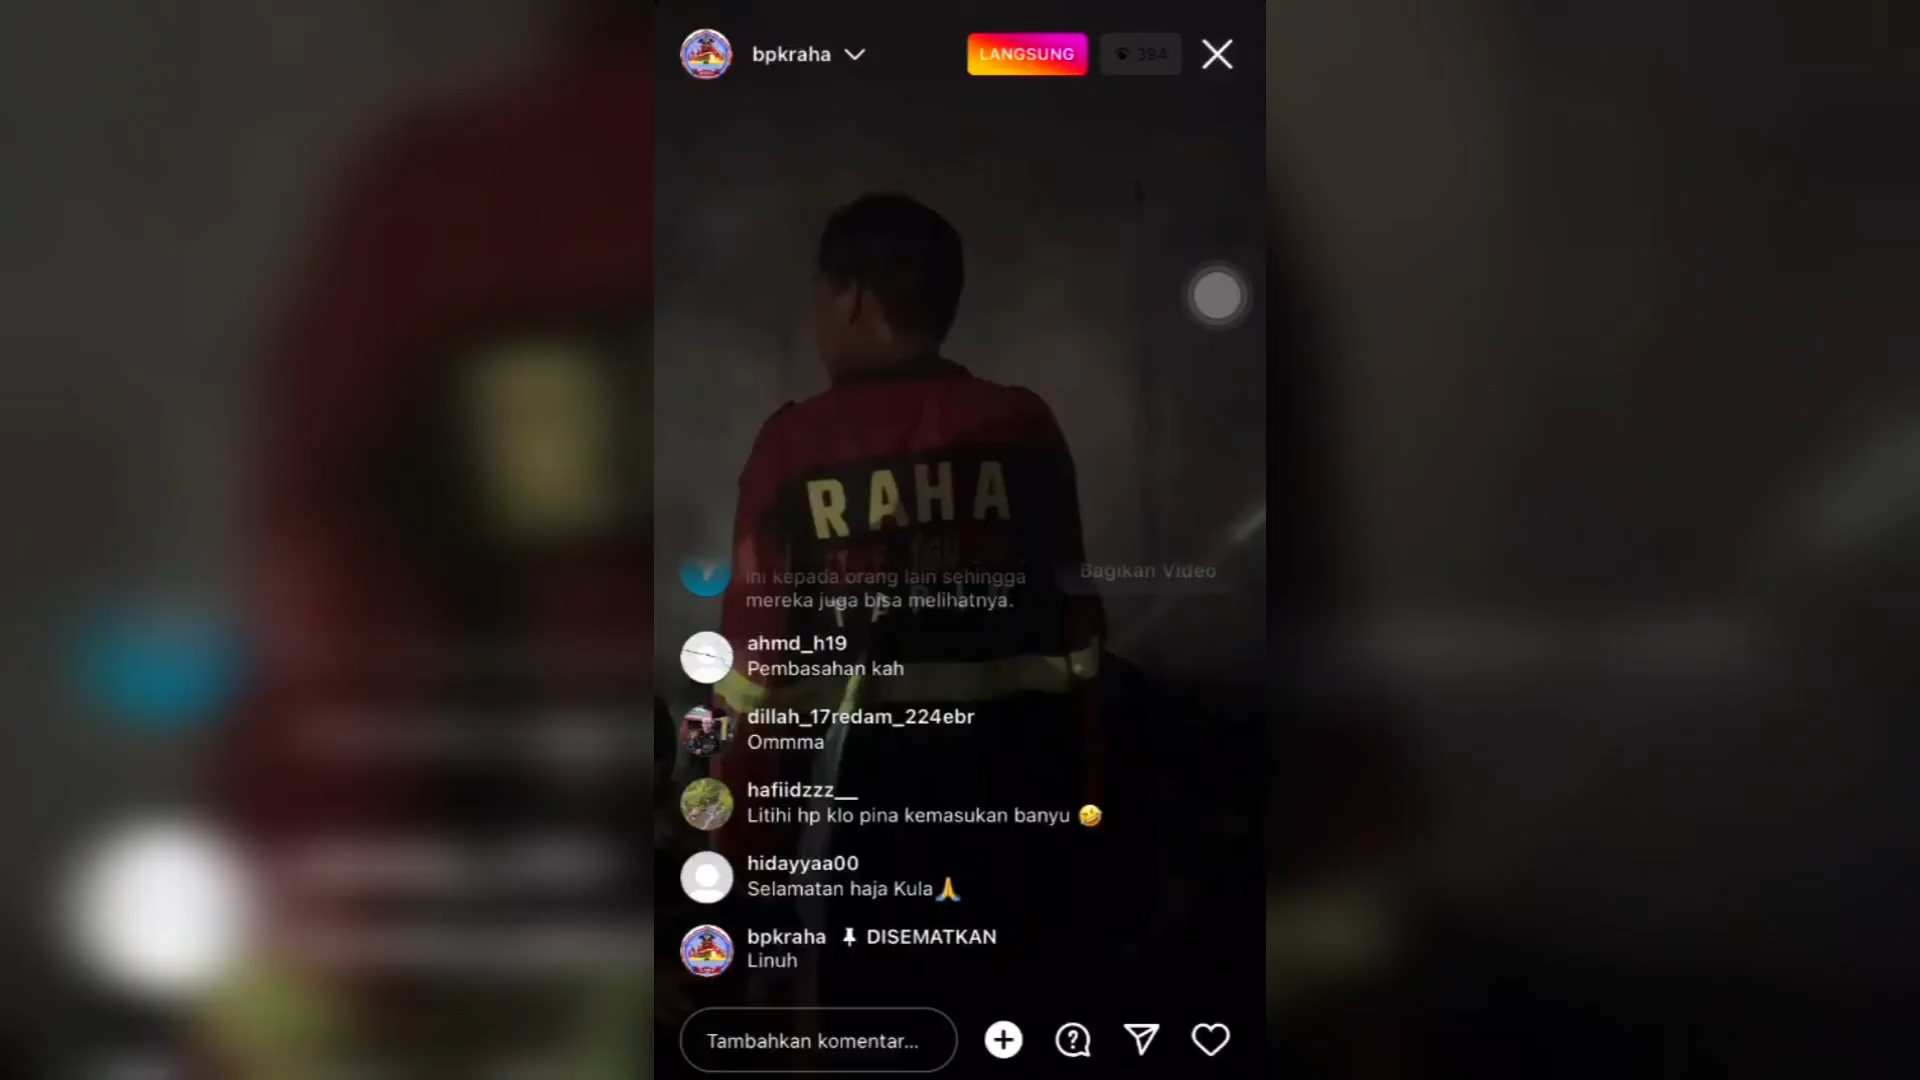 bpkraha
LANGSUNG
394
RAHA
ini kepada orang lain sehingga
mereka juga bisa melihatnya.
Bagikan Video
ahmd_h19
Pembasahan kah
dillah_17redam_224ebr
Ommma
hafiidzzz__
Litihi hp klo pina kemasukan banyu 🤣
hidayyaa00
Selamatan haja Kula🙏
bpkraha DISEMATKAN
Linuh
Tambahkan komentar...